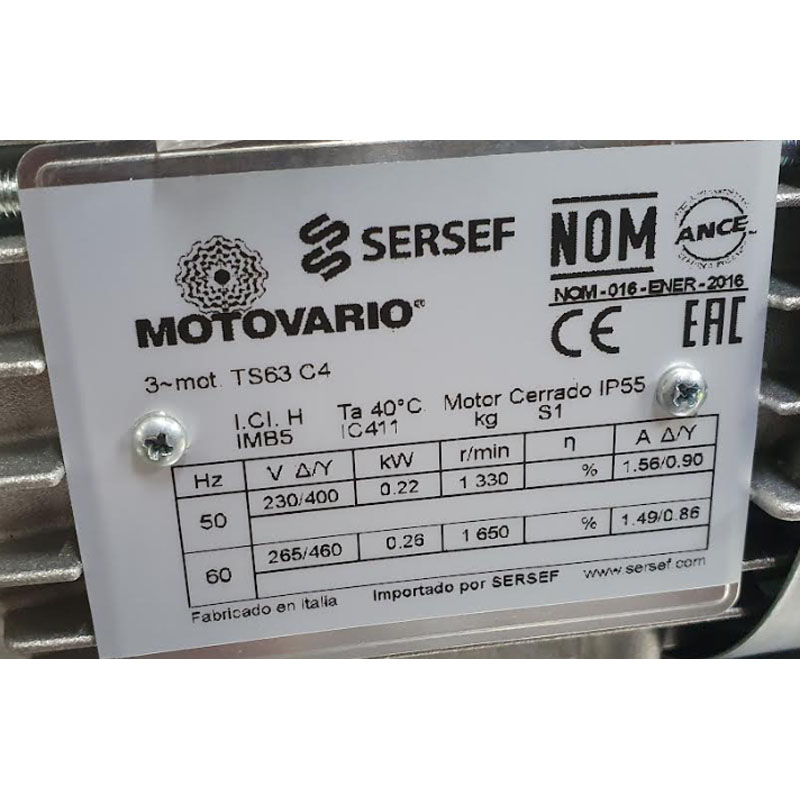 SERSEF
MOTOVARIO®
NOM
ANCE
NOM-016-ENER-2016
CE EAC
3~mot. TS63 C4
I.Cl. H Ta 40°C Motor Cerrado IP55
IMB5 IC411 kg S1
Hz V Δ/Y kW r/min η A Δ/Y
50 230/400 0.22 1 330 % 1.56/0.90
60 265/460 0.26 1 650 % 1.49/0.86
Fabricado en Italia Importado por SERSEF www.sersef.com